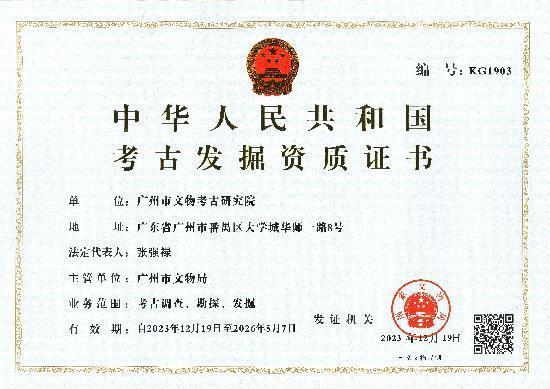 编 号：KG1903
中华人民共和国
考古发掘资质证书
单 位：广州市文物考古研究院
地 址：广东省广州市番禺区大学城华师一路8号
法定代表人：张强禄
主管单位：广州市文物局
业务范围：考古调查、勘探、发掘
有 效 期：自2023年12月19日至2026年5月7日
发证机关
国家文物局
2023 年12月 19日